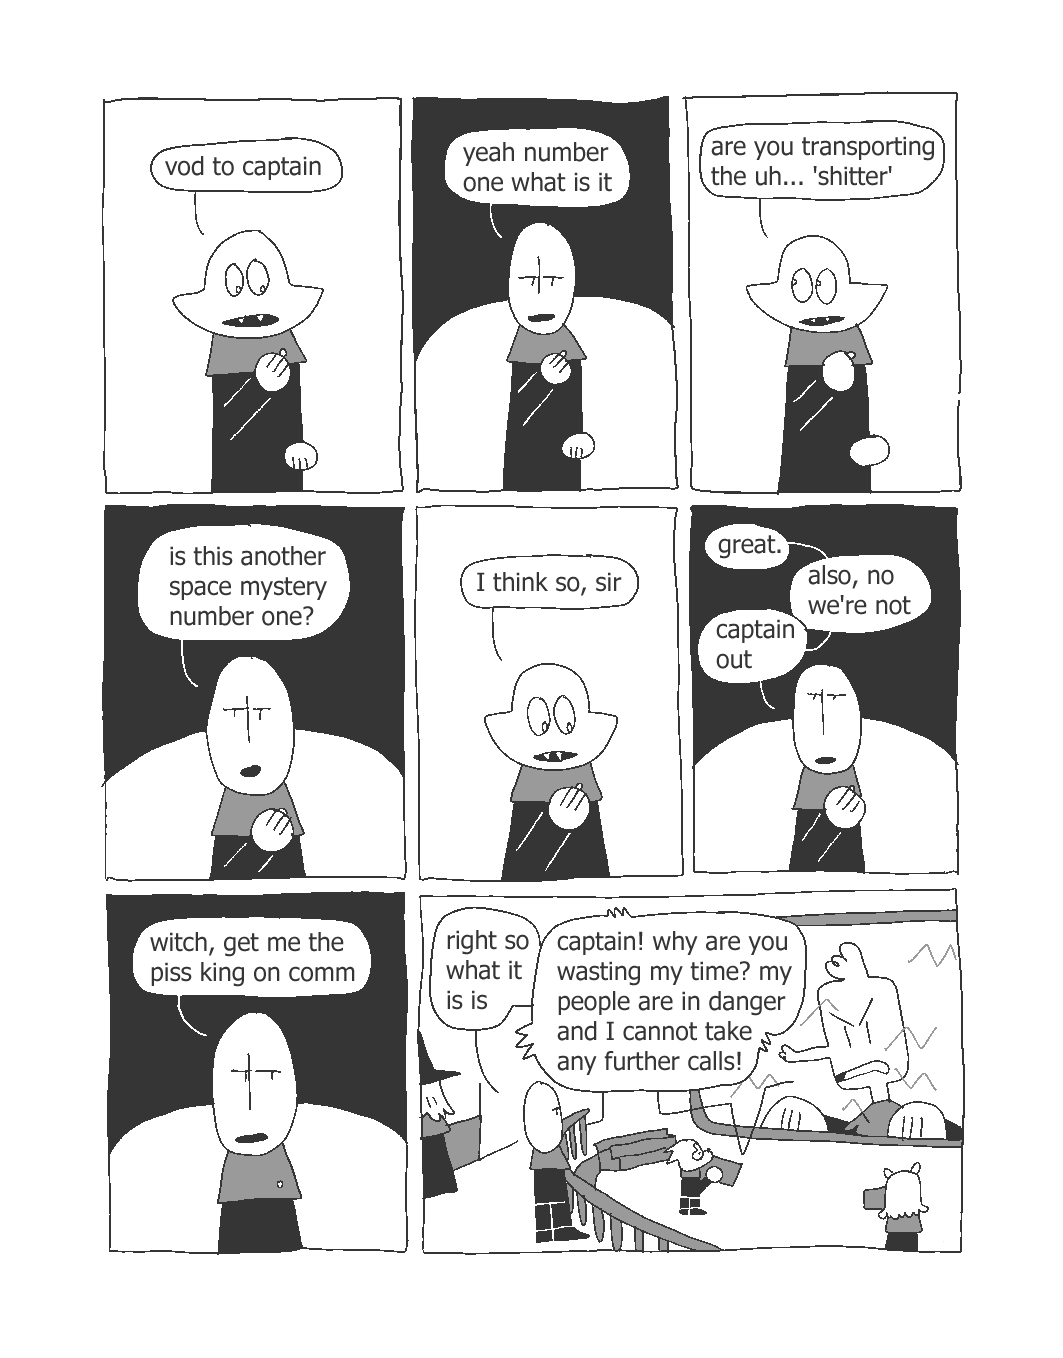 vod to captain
yeah number
one what is it
are you transporting
the uh... 'shitter'
is this another
space mystery
number one?
I think so, sir
great.
also, no
we're not
captain
out
witch, get me the
piss king on comm
right so
what it
is is
captain! why are you
wasting my time? my
people are in danger
and I cannot take
any further calls!